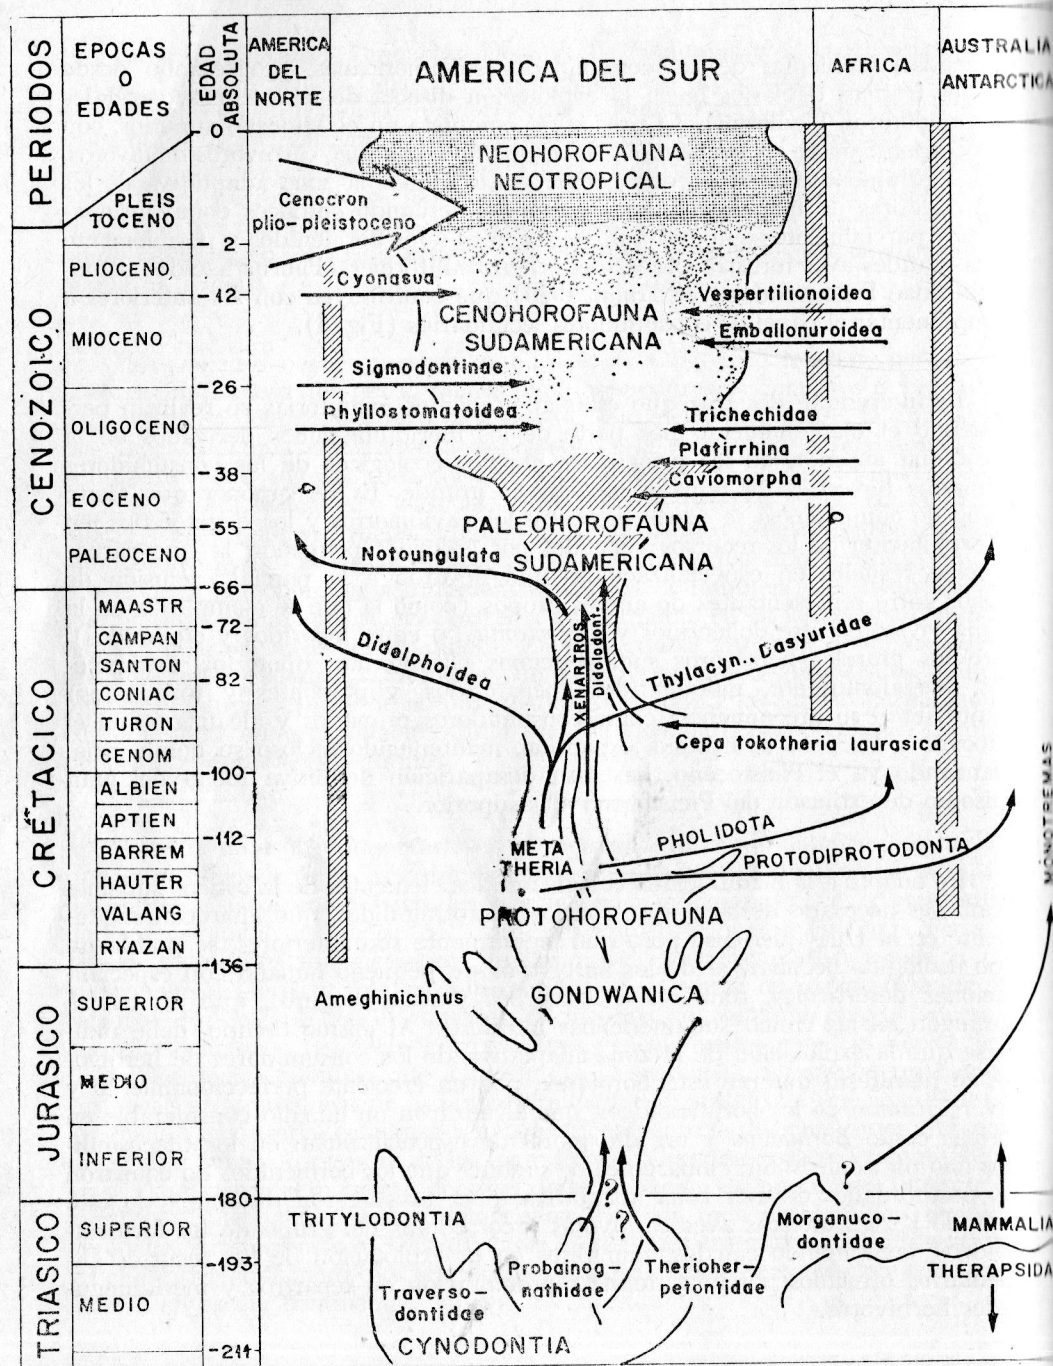 PERIODOS
EPOCAS
O
EDADES
EDAD
ABSOLUTA
AMERICA
DEL
NORTE
AMERICA DEL SUR
AFRICA
AUSTRALIA
ANTARCTICA
0
NEOHOROFAUNA
NEOTROPICAL
PLEIS
TOCENO
Cenocron
plio-pleistoceno
2
CENOZOICO
PLIOCENO
Cyonasua
-12
Vespertilionoidea
CENOHOROFAUNA
SUDAMERICANA
MIOCENO
Emballonuroidea
Sigmodontinae
-26
Phyllostomatoidea
Trichechidae
OLIGOCENO
Platirrhina
-38
Caviomorpha
EOCENO
-55
PALEOHOROFAUNA
SUDAMERICANA
PALEOCENO
Notoungulata
-66
CRETACICO
MAASTR
-72
CAMPAN
Didelphoidea
XENARTROS
Didolodont.
Thylacyn., Dasyuridae
SANTON
-82
CONIAC
TURON
Cepa tokotheria laurasica
CENOM
-100
ALBIEN
APTIEN
MONOTREMAS
-112
PHOLIDOTA
BARREM
META
THERIA
PROTODIPROTODONTA
HAUTER
VALANG
PROTOHOROFAUNA
RYAZAN
-136
JURASICO
SUPERIOR
Ameghinichnus
GONDWANICA
MEDIO
INFERIOR
?
-180
?
?
TRIASICO
SUPERIOR
TRITYLODONTIA
Morganuco-
dontidae
MAMMALIA
-193
Probainog-
nathidae
Therioher-
petontidae
THERAPSIDA
MEDIO
Traverso-
dontidae
CYNODONTIA
-211